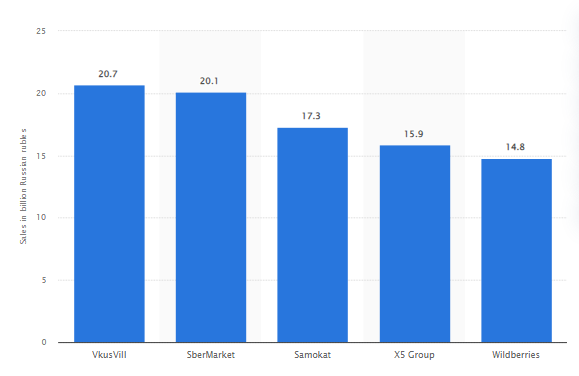 25
20
15
10
5
0
Sales in billion Russian rubles
20.7
20.1
17.3
15.9
14.8
VkusVill
SberMarket
Samokat
X5 Group
Wildberries